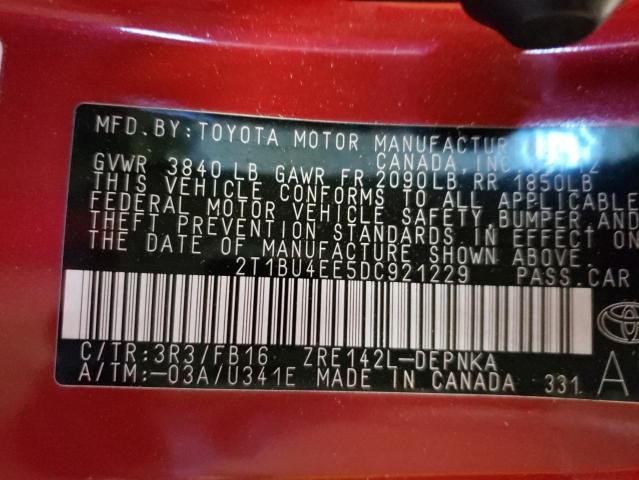 MFD. BY: TOYOTA MOTOR MANUFACTUR
CANADA, INC.
GVWR 3840 LB GAWR FR 2090LB RR 1850LB
THIS VEHICLE CONFORMS TO ALL APPLICABLE
FEDERAL MOTOR VEHICLE SAFETY, BUMPER AND
THEFT PREVENTION STANDARDS IN EFFECT ON
THE DATE OF MANUFACTURE SHOWN ABOVE.
2T1BU4EE5DC921229 PASS. CAR
C/TR: 3R3/FB16 ZRE142L-DEPNKA
A/TM: -03A/U341E MADE IN CANADA 331 A